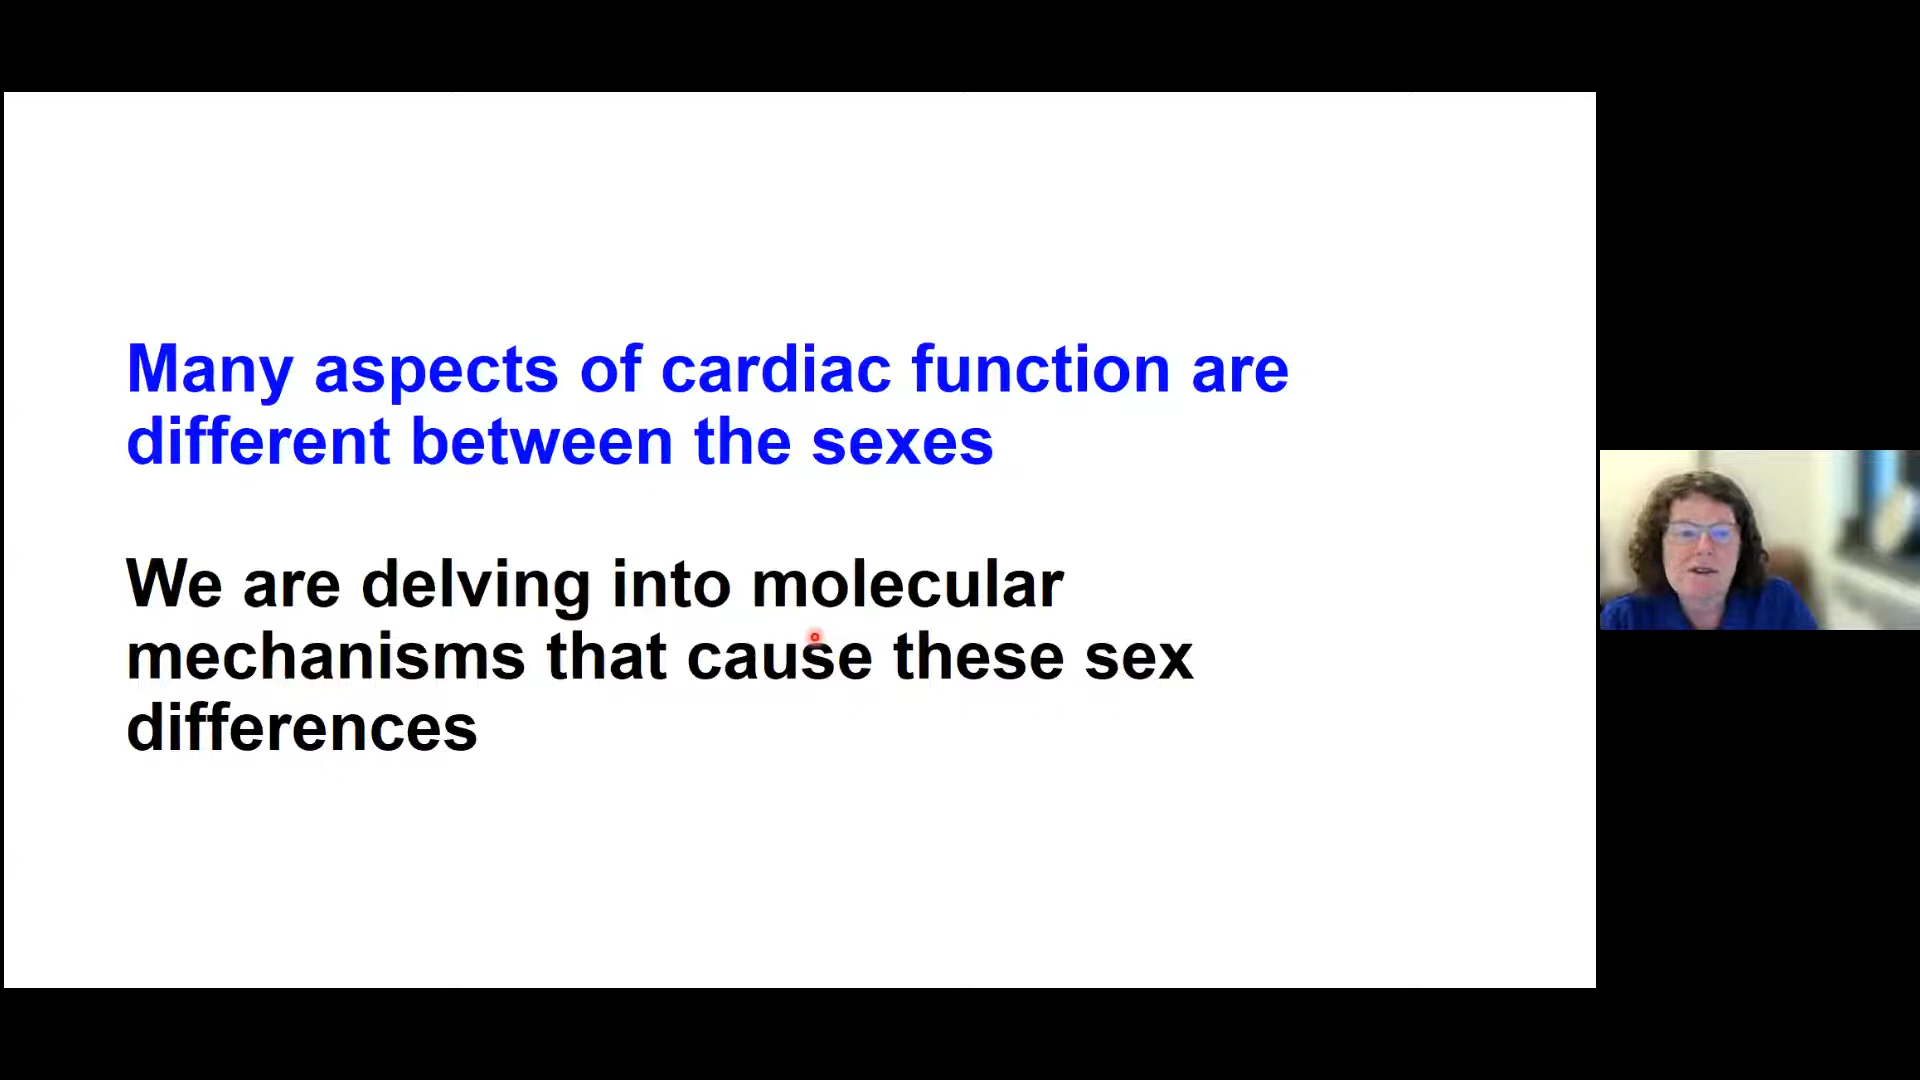 Many aspects of cardiac function are
different between the sexes
We are delving into molecular
mechanisms that cause these sex
differences